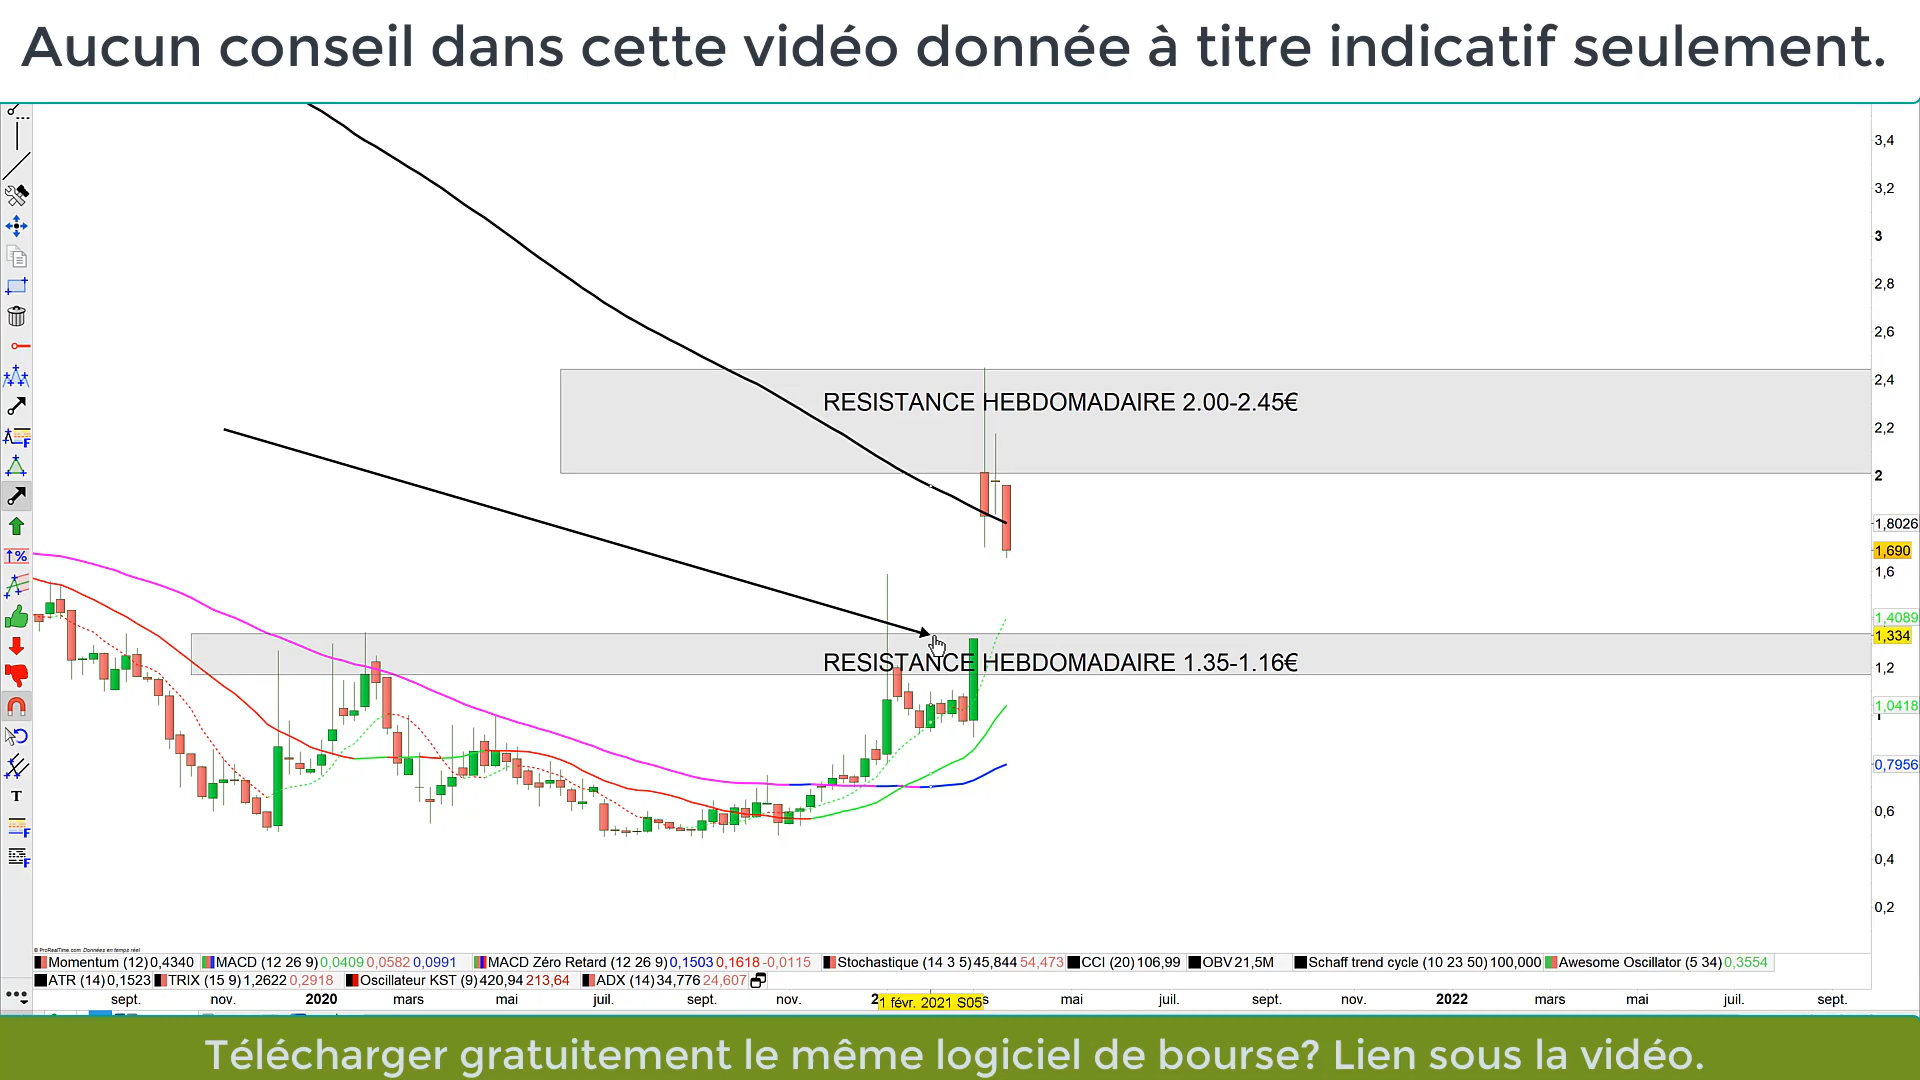 Aucun conseil dans cette vidéo donnée à titre indicatif seulement.
3,4
3,2
3
2,8
2,6
2,4
RESISTANCE HEBDOMADAIRE 2.00-2.45€
2,2
2
1,8026
1,690
1,6
1,4089
1,334
RESISTANCE HEBDOMADAIRE 1.35-1.16€
1,2
1,0418
1
0,7956
0,6
0,4
0,2
↑%
T
F
F
F
© ProRealTime.com Données en temps réel
Momentum (12) 0,4340 MACD (12 26 9) 0,0409 0,0582 0,0991 MACD Zéro Retard (12 26 9) 0,1503 0,1618 -0,0115 Stochastique (14 3 5) 45,844 54,473 CCI (20) 106,99 OBV 21,5M Schaff trend cycle (10 23 50) 100,000 Awesome Oscillator (5 34) 0,3554
ATR (14) 0,1523 TRIX (15 9) 1,2622 0,2918 Oscillateur KST (9) 420,94 213,64 ADX (14) 34,776 24,607
sept. nov. 2020 mars mai juil. sept. nov. 2 1 févr. 2021 S05 s mai juil. sept. nov. 2022 mars mai juil. sept.
Télécharger gratuitement le même logiciel de bourse? Lien sous la vidéo.